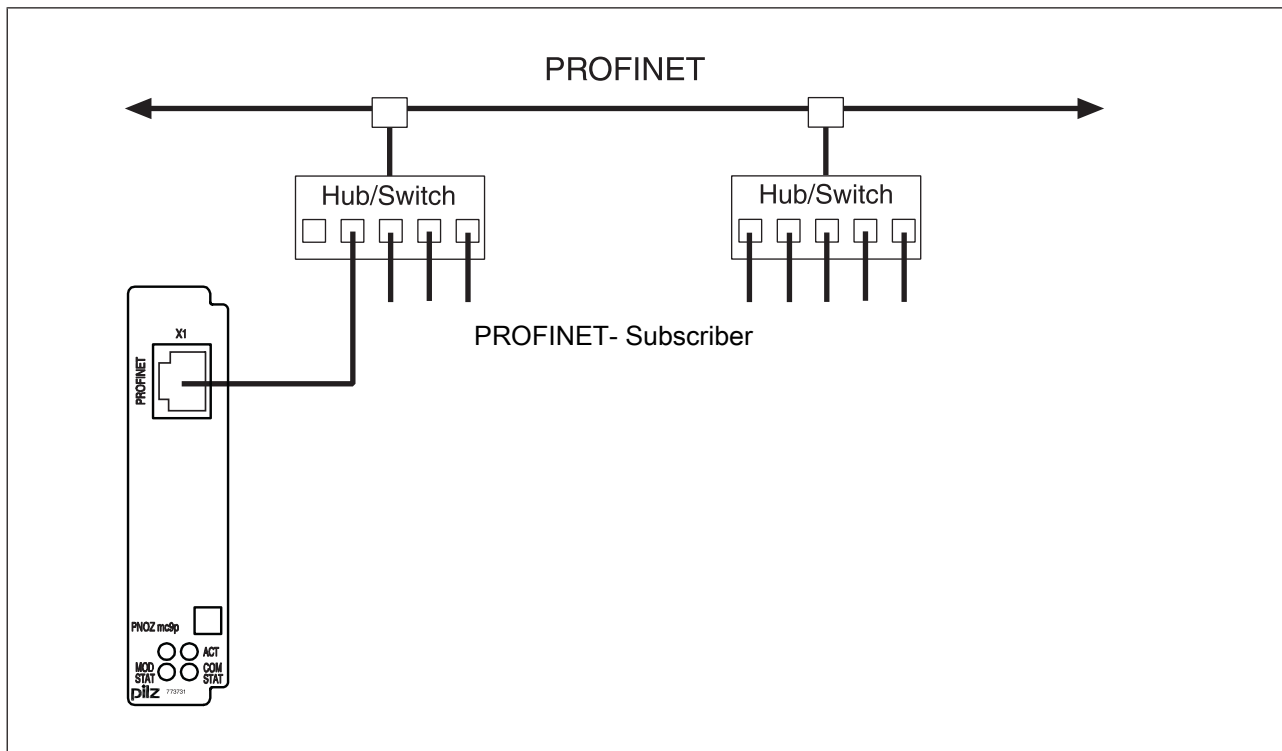 PROFINET
Hub/Switch
Hub/Switch
PROFINET- Subscriber
X1
PROFINET
PNOZ mc9p
ACT
MOD
STAT
COM
STAT
pilz 773731